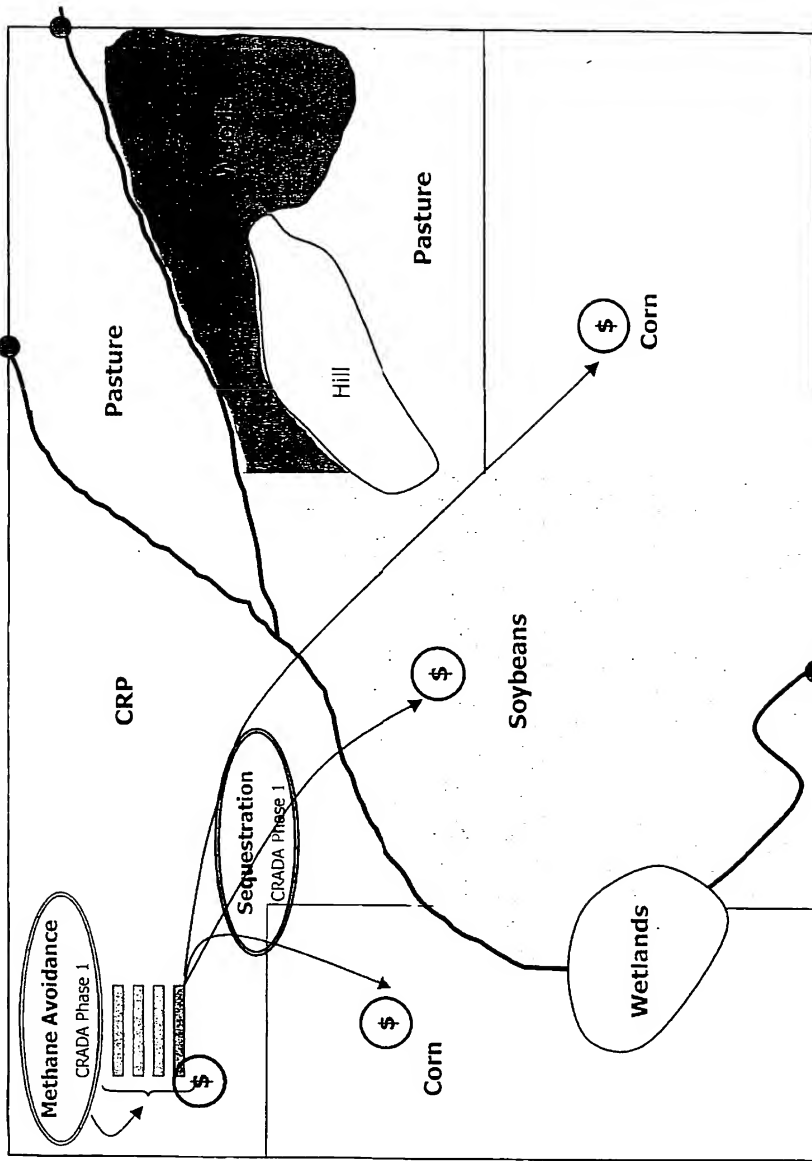 Methane Avoidance
CRADA Phase 1
$
CRP
Pasture
Sequestration
CRADA Phase 1
Hill
Pasture
$
Corn
$
Soybeans
$
Corn
Wetlands